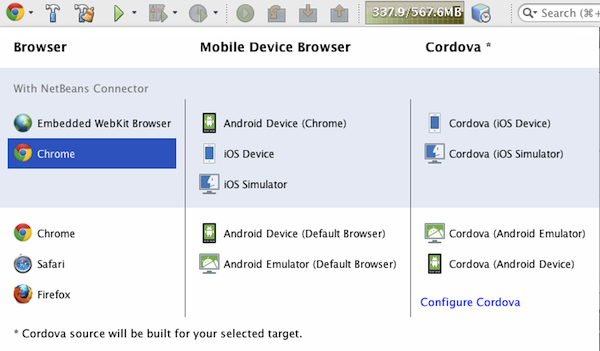 337.9/567.6MB
Search (⌘+
Browser
Mobile Device Browser
Cordova *
With NetBeans Connector
Embedded WebKit Browser
Android Device (Chrome)
Cordova (iOS Device)
Chrome
iOS Device
Cordova (iOS Simulator)
iOS Simulator
Chrome
Android Device (Default Browser)
Cordova (Android Emulator)
Safari
Android Emulator (Default Browser)
Cordova (Android Device)
Firefox
Configure Cordova
* Cordova source will be built for your selected target.